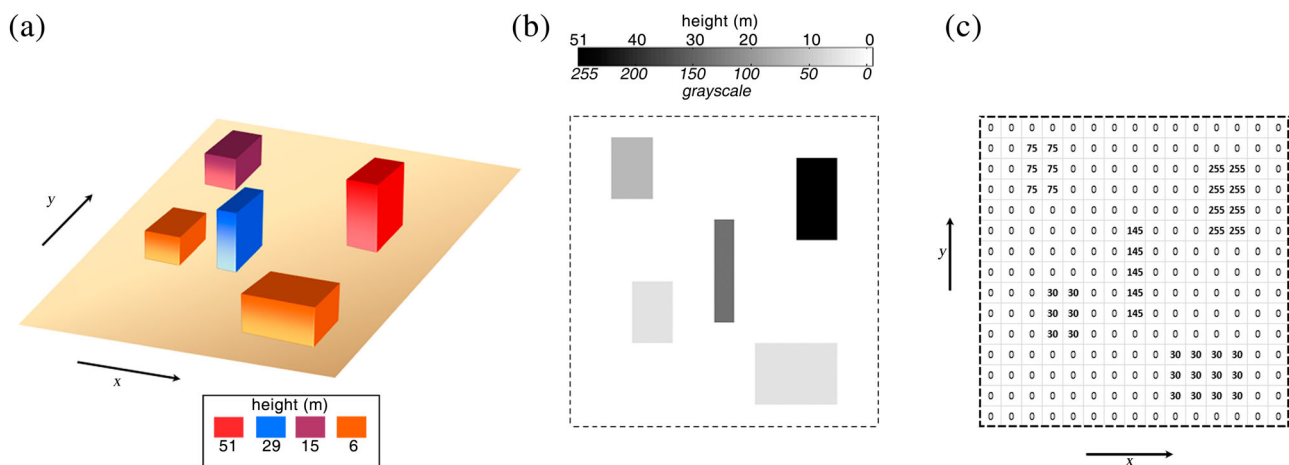 (a)
y
x
height (m)
51 29 15 6
(b)
height (m)
51 40 30 20 10 0
255 200 150 100 50 0
grayscale
(c)
0 0 0 0 0 0 0 0 0 0 0 0 0 0 0
0 0 75 75 0 0 0 0 0 0 0 0 0 0 0
0 0 75 75 0 0 0 0 0 0 0 255 255 0 0
0 0 75 75 0 0 0 0 0 0 0 255 255 0 0
0 0 0 0 0 0 0 0 0 0 0 255 255 0 0
0 0 0 0 0 0 0 145 0 0 0 255 255 0 0
0 0 0 0 0 0 0 145 0 0 0 0 0 0 0
0 0 0 0 0 0 0 145 0 0 0 0 0 0 0
0 0 0 30 30 0 0 145 0 0 0 0 0 0 0
0 0 0 30 30 0 0 145 0 0 0 0 0 0 0
0 0 0 30 30 0 0 0 0 0 0 0 0 0 0
0 0 0 0 0 0 0 0 0 30 30 30 30 0 0
0 0 0 0 0 0 0 0 0 30 30 30 30 0 0
0 0 0 0 0 0 0 0 0 30 30 30 30 0 0
0 0 0 0 0 0 0 0 0 0 0 0 0 0 0
y
x